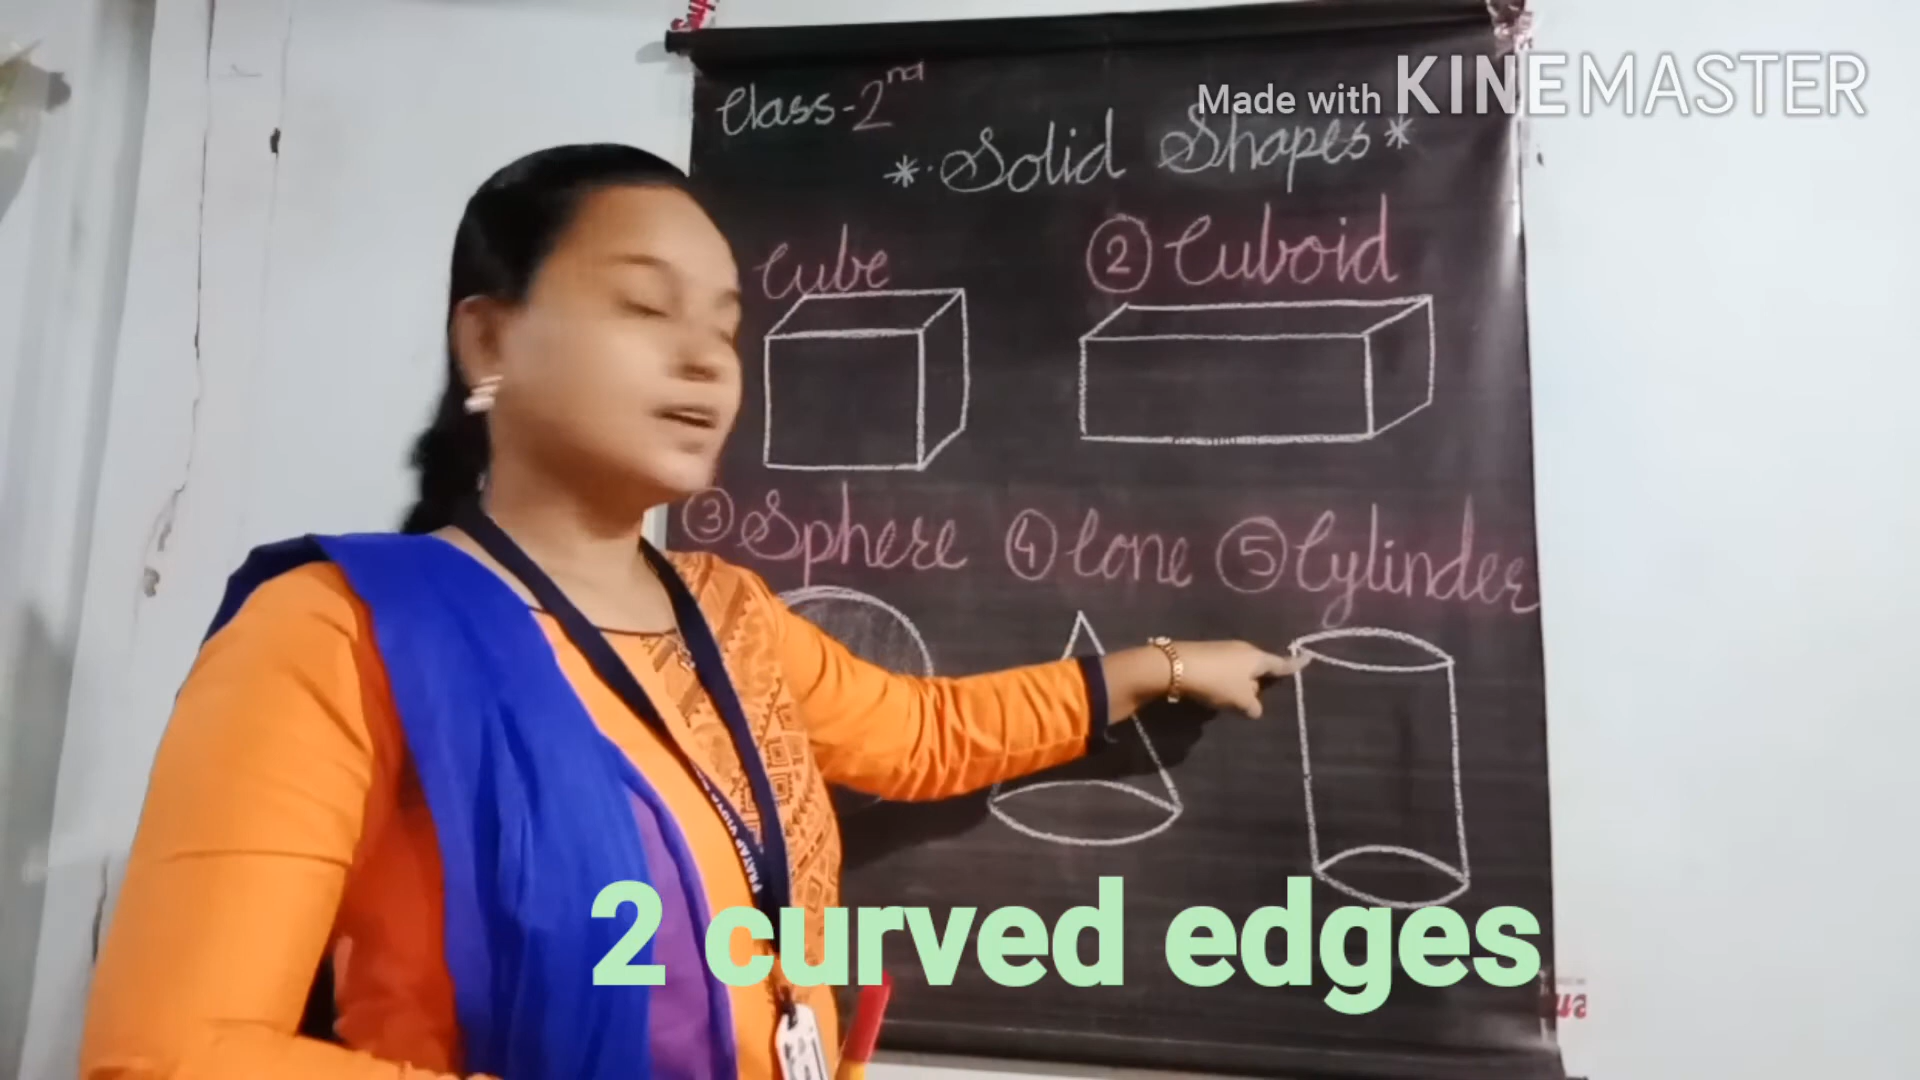 Made with KINEMASTER
Class-2nd
* Solid Shapes *
Cube
② Cuboid
③ Sphere ④ Cone ⑤ Cylinder
PRATAP
2 curved edges